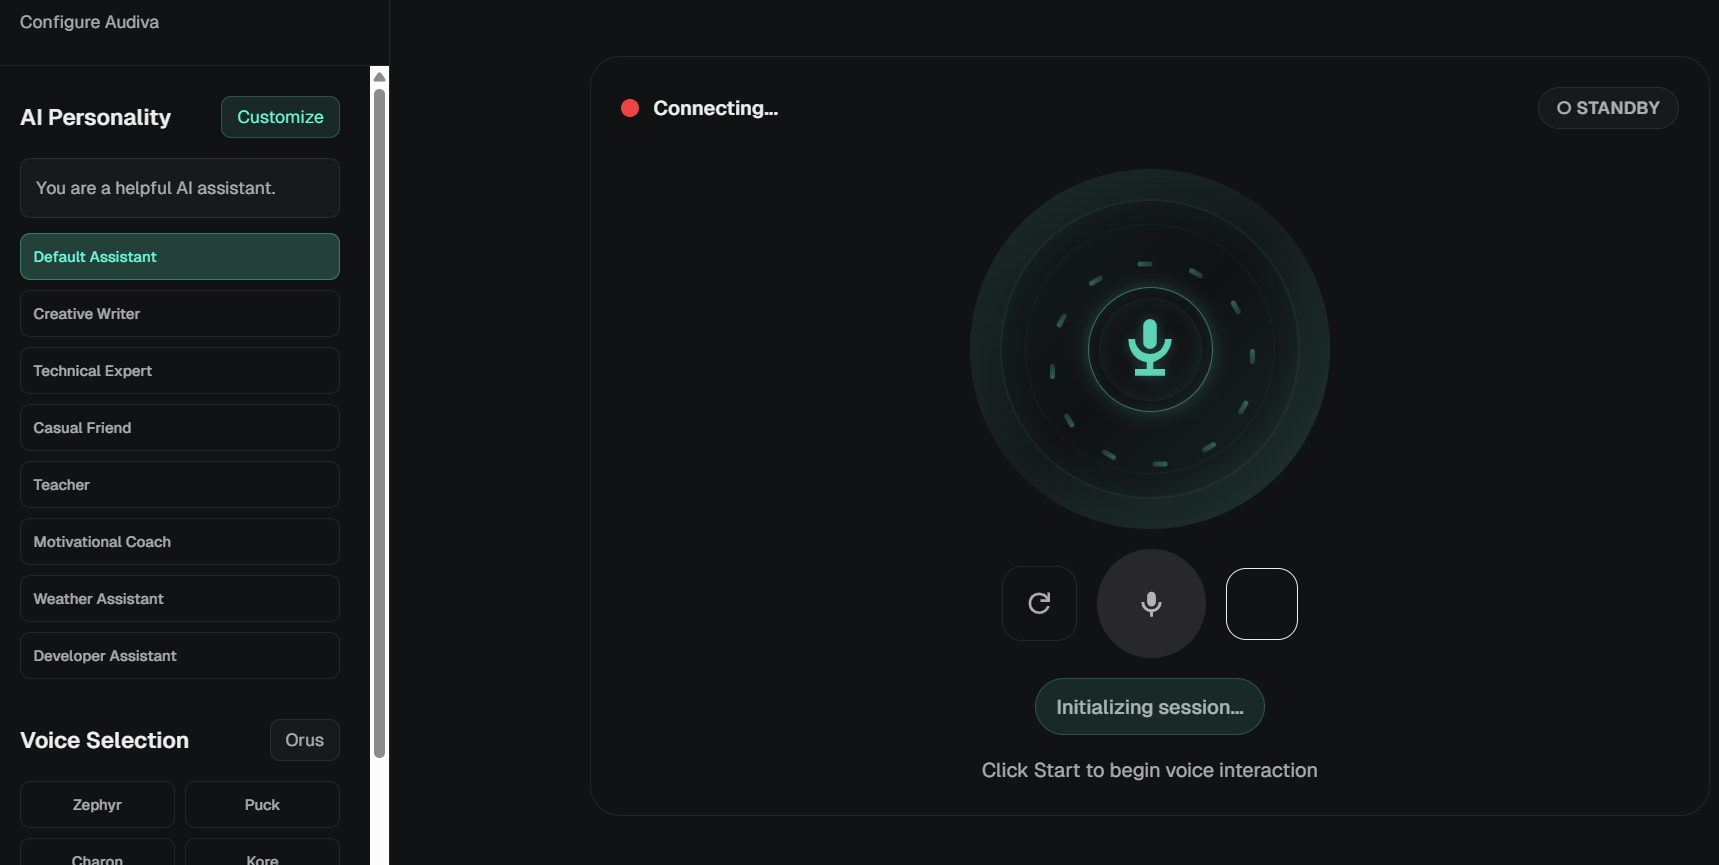 Configure Audiva
AI Personality
Customize
You are a helpful AI assistant.
Default Assistant
Creative Writer
Technical Expert
Casual Friend
Teacher
Motivational Coach
Weather Assistant
Developer Assistant
Voice Selection
Orus
Zephyr
Puck
Charon
Kore
Connecting...
STANDBY
Initializing session...
Click Start to begin voice interaction